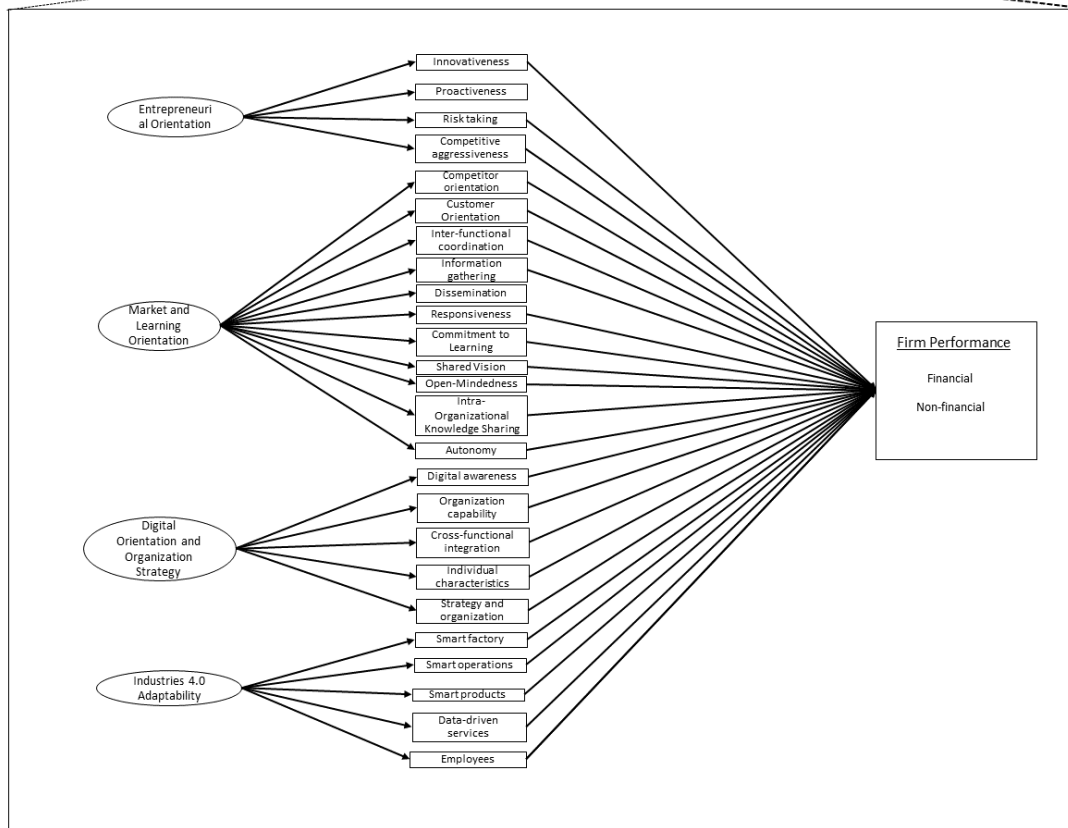 Entrepreneuri
al Orientation
Innovativeness
Proactiveness
Risk taking
Competitive
aggressiveness
Market and
Learning
Orientation
Competitor
orientation
Customer
Orientation
Inter-functional
coordination
Information
gathering
Dissemination
Responsiveness
Commitment to
Learning
Shared Vision
Open-Mindedness
Intra-
Organizational
Knowledge Sharing
Autonomy
Digital
Orientation and
Organization
Strategy
Digital awareness
Organization
capability
Cross-functional
integration
Individual
characteristics
Strategy and
organization
Industries 4.0
Adaptability
Smart factory
Smart operations
Smart products
Data-driven
services
Employees
Firm Performance
Financial
Non-financial